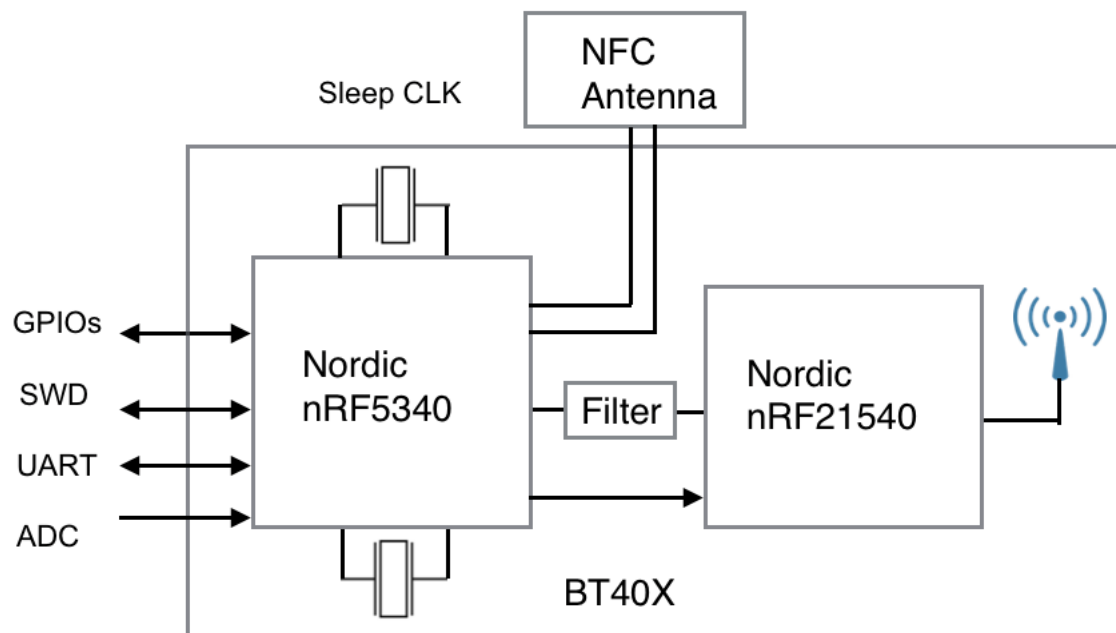 NFC
Antenna
Sleep CLK
GPIOs
SWD
UART
ADC
Nordic
nRF5340
Filter
Nordic
nRF21540
BT40X